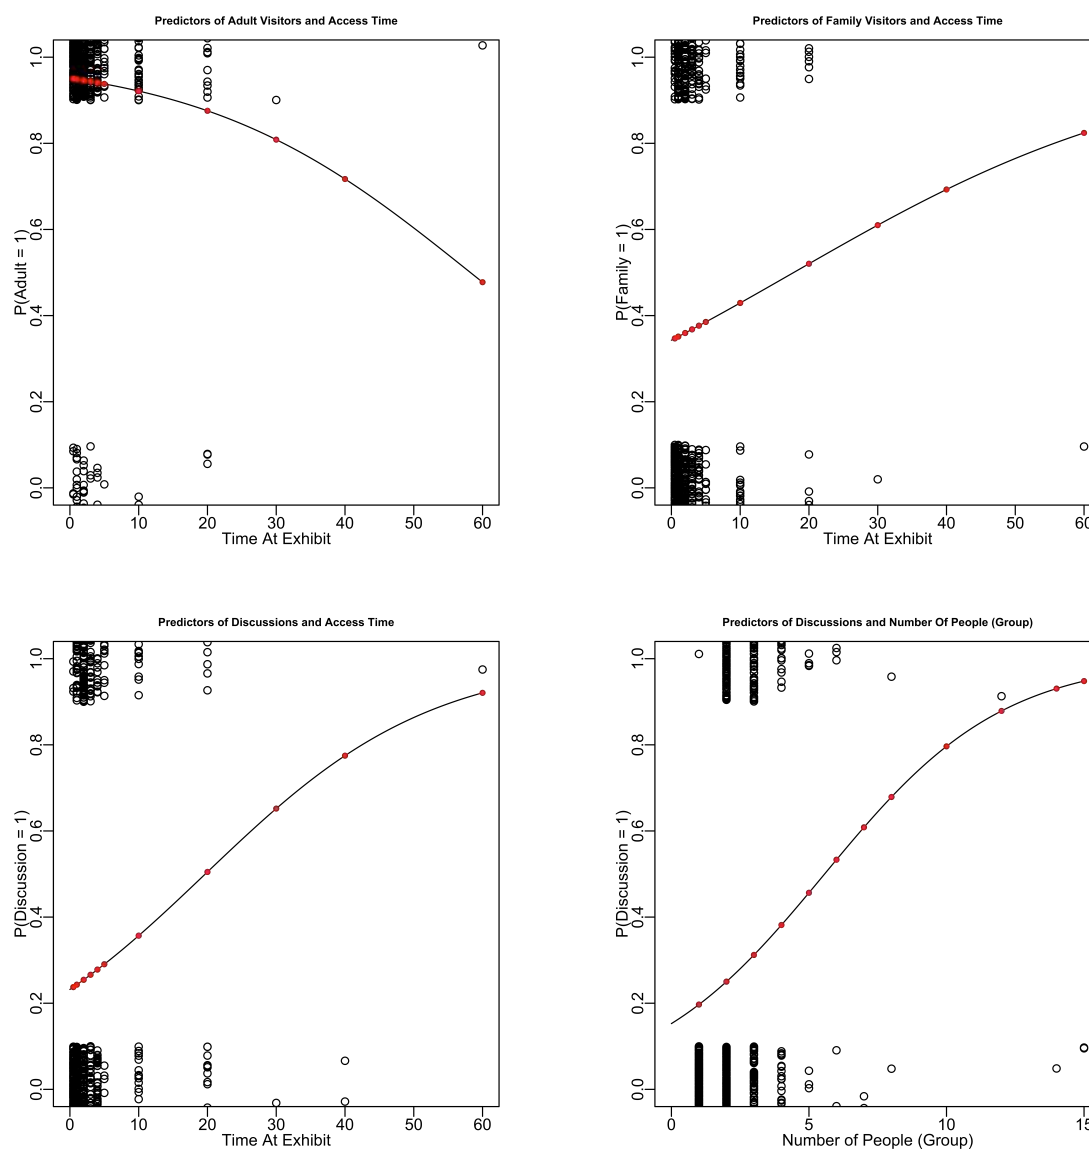 Predictors of Adult Visitors and Access Time
P(Adult = 1)
1.0
0.8
0.6
0.4
0.2
0.0
0 10 20 30 40 50 60
Time At Exhibit
Predictors of Family Visitors and Access Time
P(Family = 1)
1.0
0.8
0.6
0.4
0.2
0.0
0 10 20 30 40 50 60
Time At Exhibit
Predictors of Discussions and Access Time
P(Discussion = 1)
1.0
0.8
0.6
0.4
0.2
0.0
0 10 20 30 40 50 60
Time At Exhibit
Predictors of Discussions and Number Of People (Group)
P(Discussion = 1)
1.0
0.8
0.6
0.4
0.2
0.0
0 5 10 15
Number of People (Group)